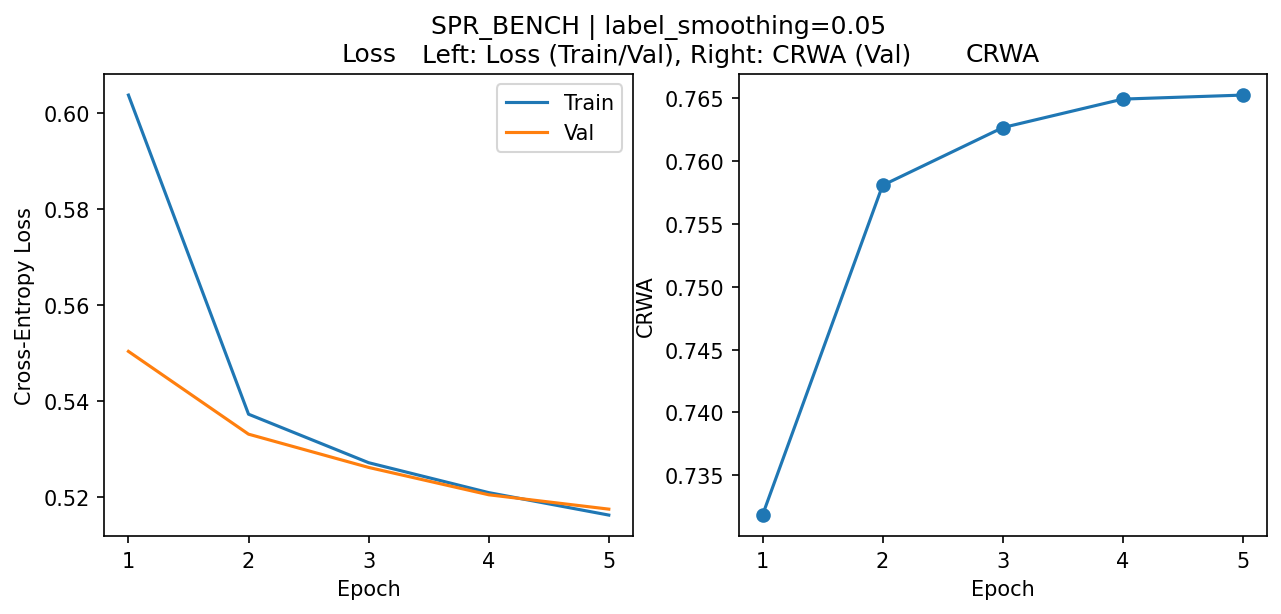 SPR_BENCH | label_smoothing=0.05
Left: Loss (Train/Val), Right: CRWA (Val)
Loss
Train
Val
Cross-Entropy Loss
0.60
0.58
0.56
0.54
0.52
1 2 3 4 5
Epoch
CRWA
CRWA
0.765
0.760
0.755
0.750
0.745
0.740
0.735
1 2 3 4 5
Epoch